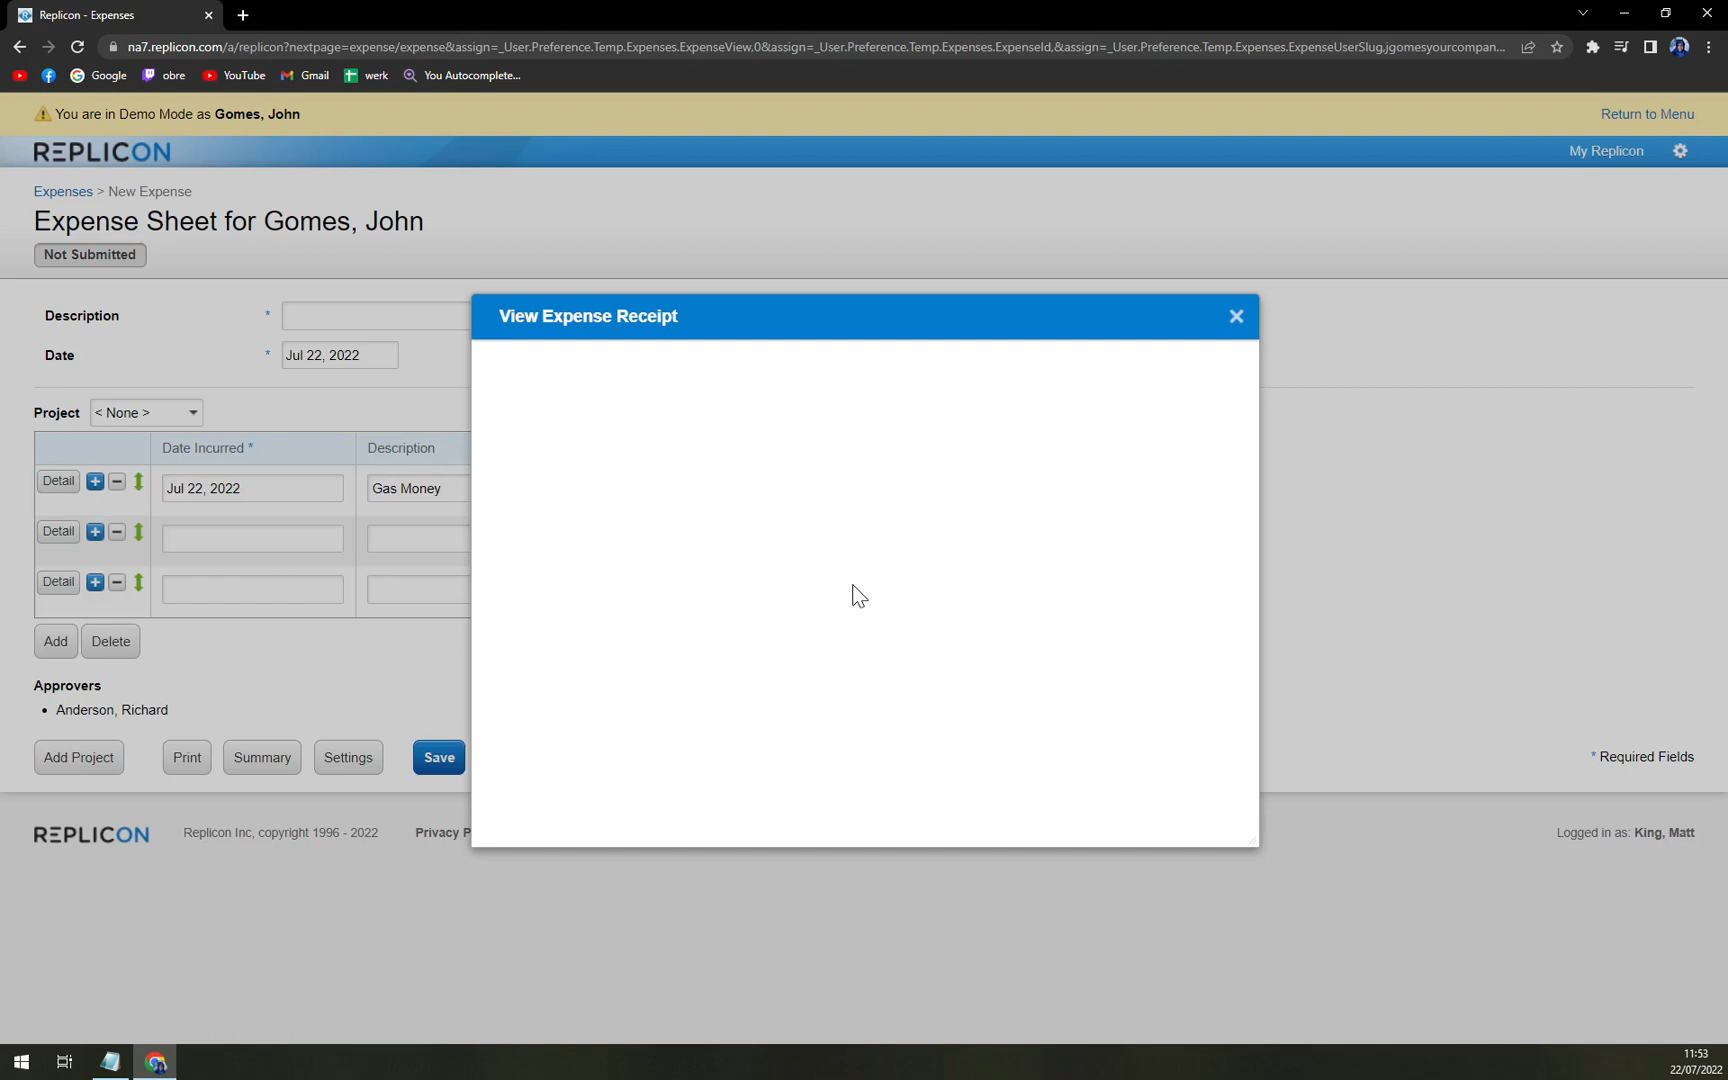 Replicon - Expenses
na7.replicon.com/a/replicon?nextpage=expense/expense&assign=_User.Preference.Temp.Expenses.ExpenseView,0&assign=_User.Preference.Temp.Expenses.ExpenseId,&assign=_User.Preference.Temp.Expenses.ExpenseUserSlug,jgomesyourcompan...
Google obre YouTube Gmail werk You Autocomplete...
You are in Demo Mode as Gomes, John Return to Menu
REPLICON My Replicon
Expenses > New Expense
Expense Sheet for Gomes, John
Not Submitted
Description *
View Expense Receipt
Date * Jul 22, 2022
Project < None >
Date Incurred * Description
Detail Jul 22, 2022 Gas Money
Detail
Detail
Add Delete
Approvers
• Anderson, Richard
Add Project Print Summary Settings Save * Required Fields
REPLICON Replicon Inc, copyright 1996 - 2022 Privacy P Logged in as: King, Matt
11:53
22/07/2022